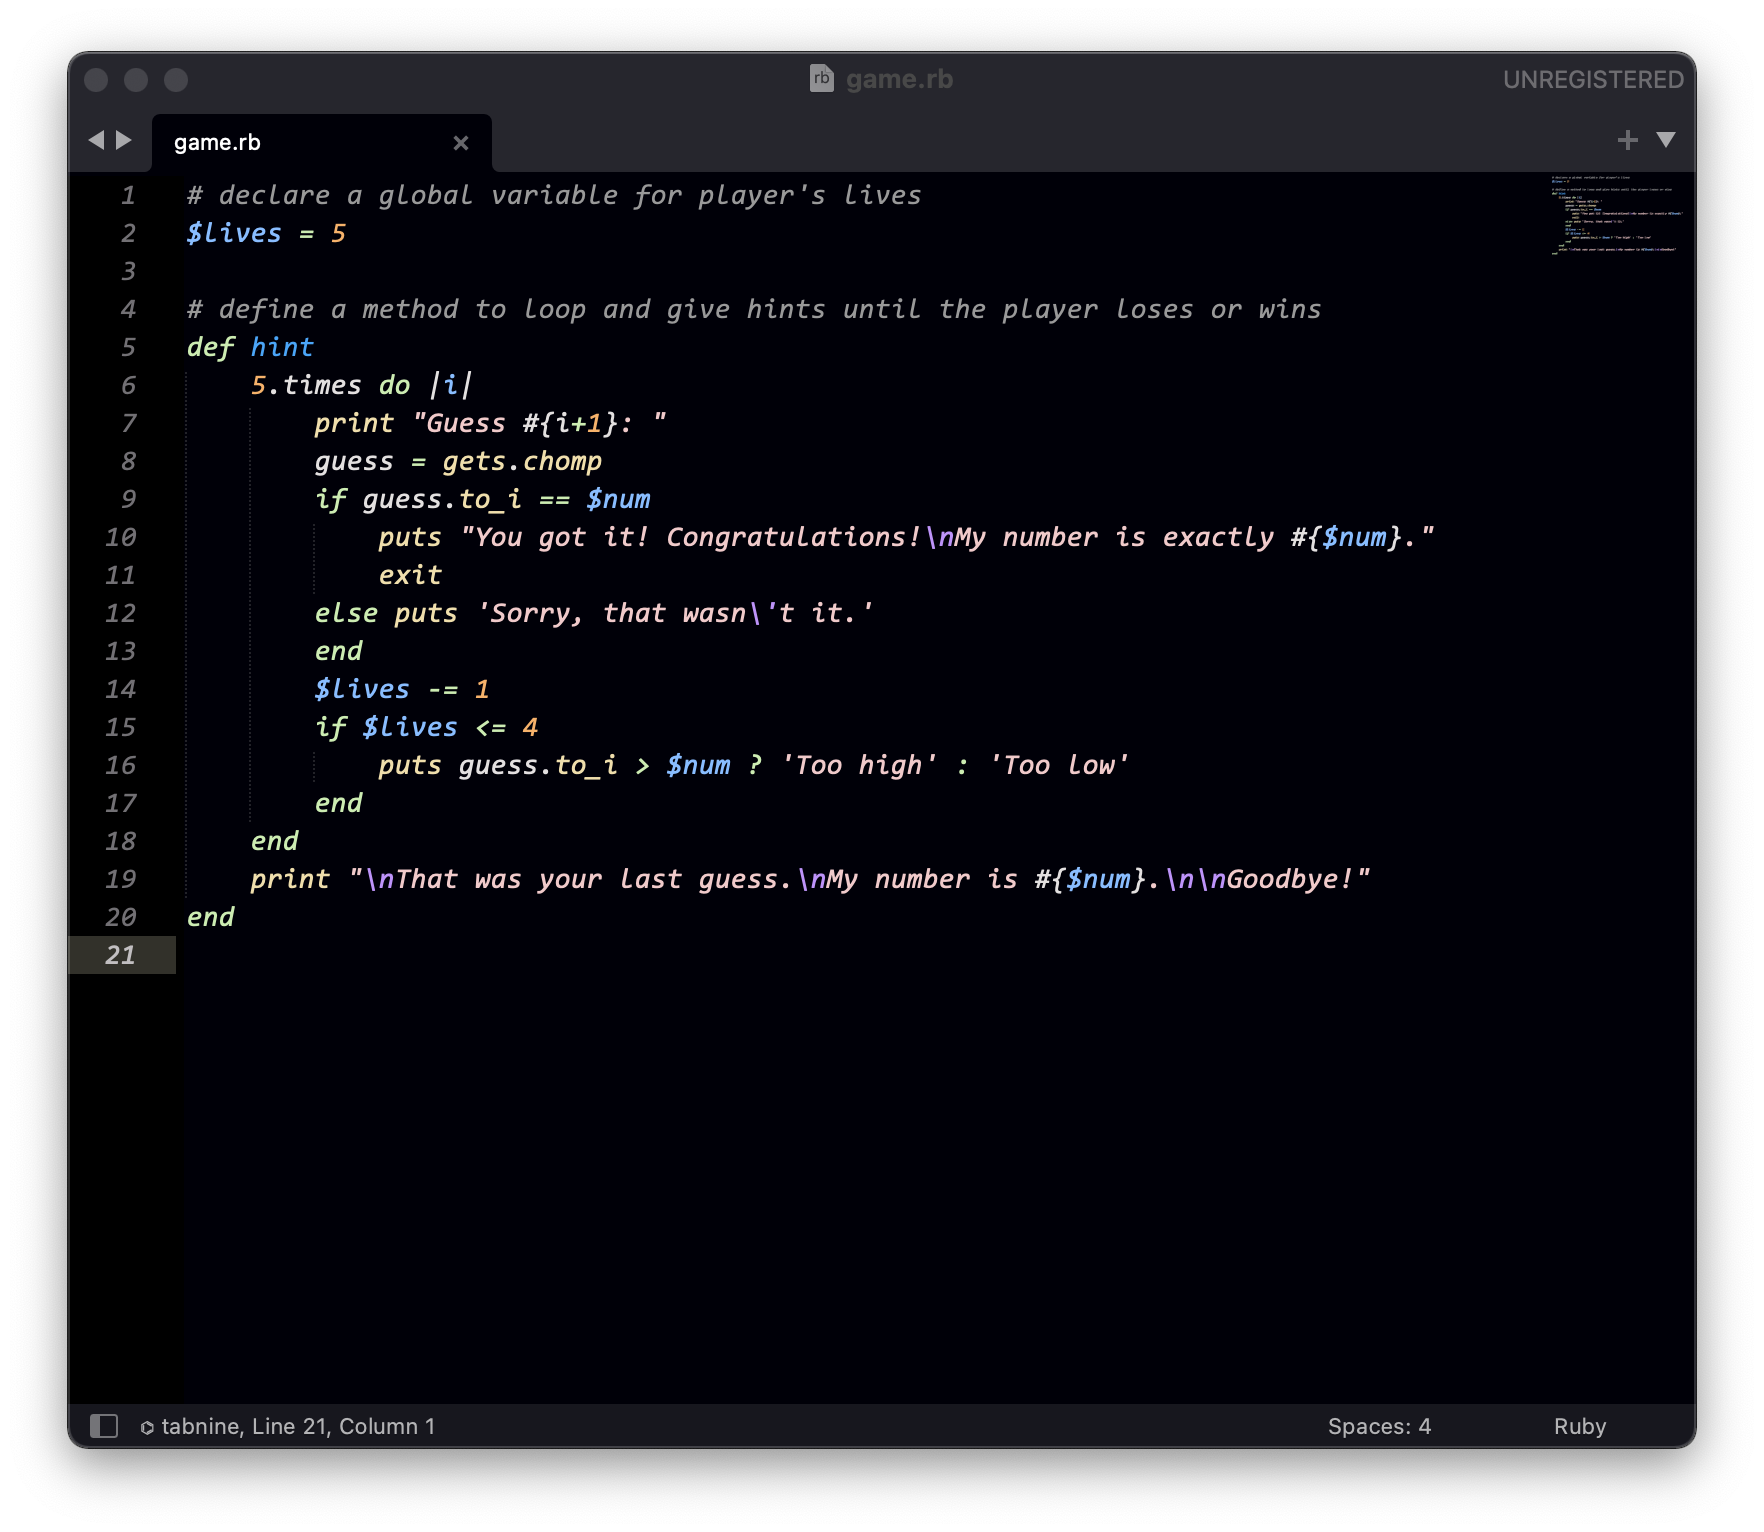 game.rb
UNREGISTERED
game.rb
1 # declare a global variable for player's lives
2 $lives = 5
3
4 # define a method to loop and give hints until the player loses or wins
5 def hint
6     5.times do |i|
7         print "Guess #{i+1}: "
8         guess = gets.chomp
9         if guess.to_i == $num
10             puts "You got it! Congratulations!\nMy number is exactly #{$num}."
11             exit
12         else puts 'Sorry, that wasn\'t it.'
13         end
14         $lives -= 1
15         if $lives <= 4
16             puts guess.to_i > $num ? 'Too high' : 'Too low'
17         end
18     end
19     print "\nThat was your last guess.\nMy number is #{$num}.\n\nGoodbye!"
20 end
21
tabnine, Line 21, Column 1
Spaces: 4
Ruby